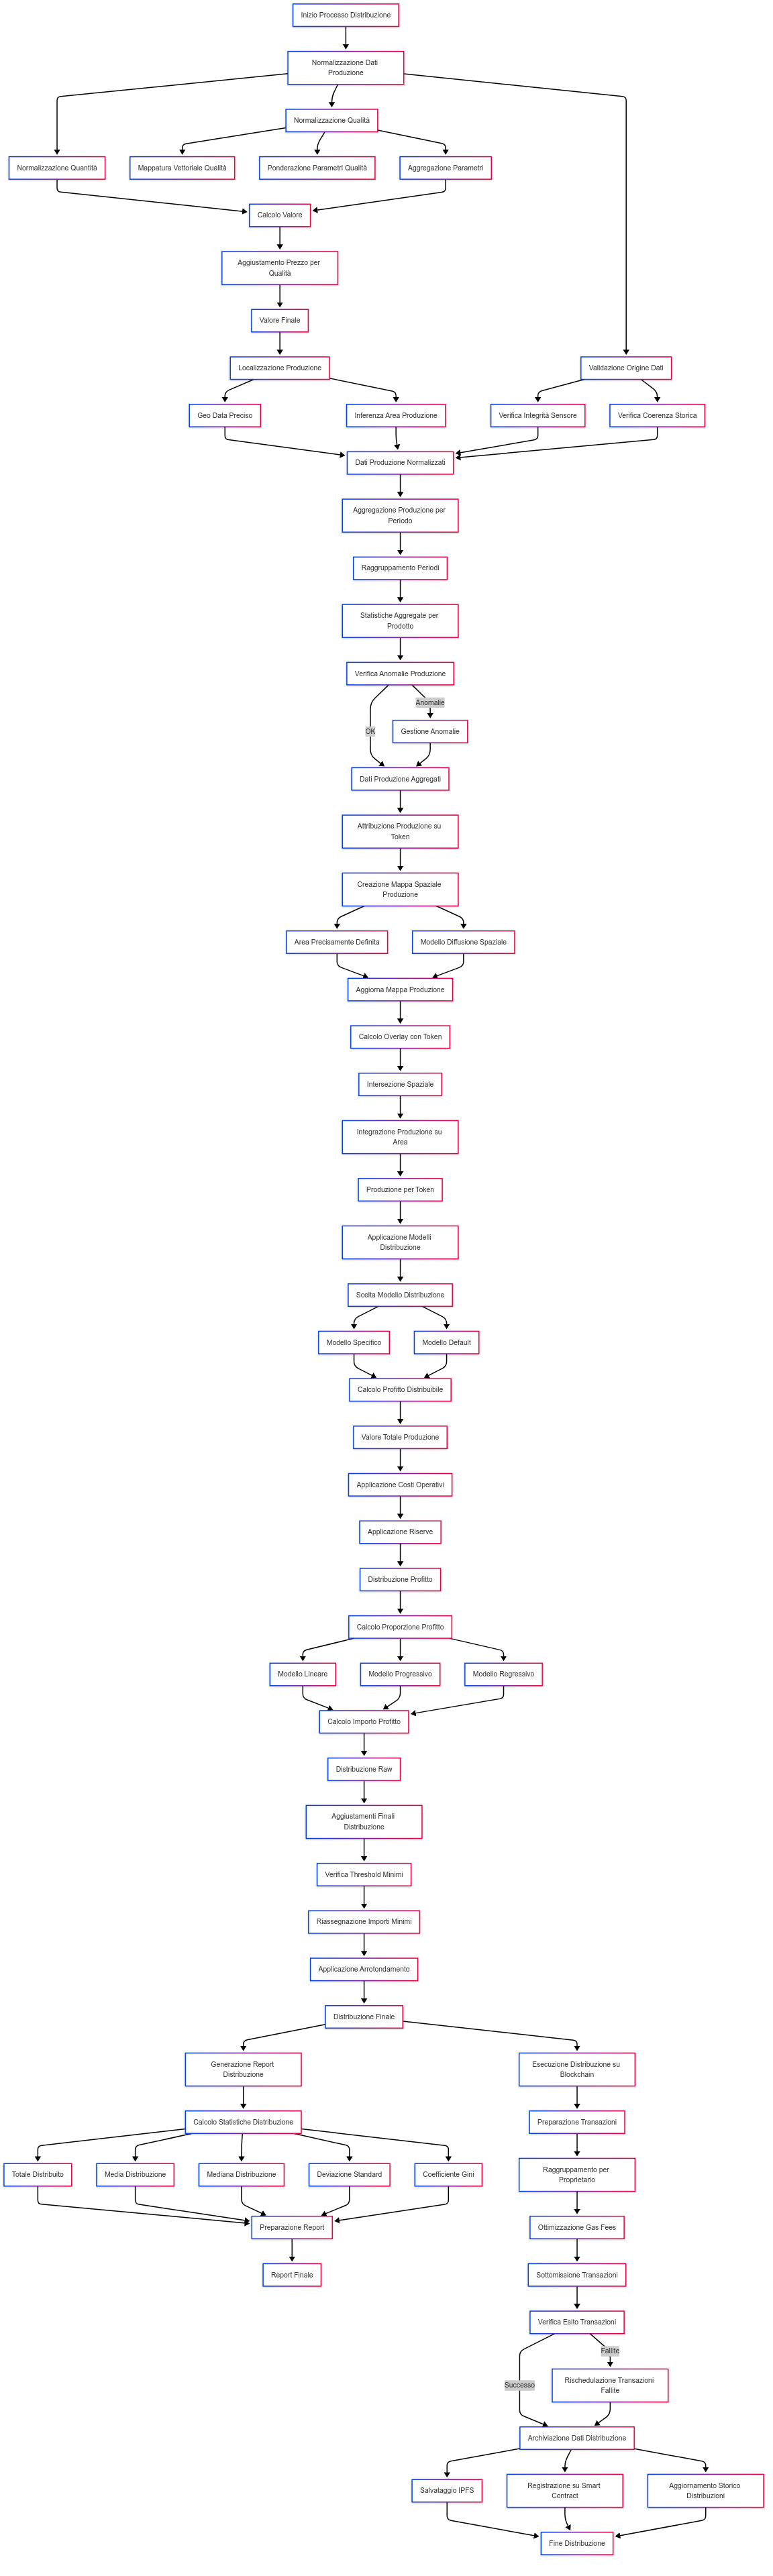 Inizio Processo Distribuzione
Normalizzazione Dati
Produzione
Normalizzazione Qualità
Normalizzazione Quantità
Mappatura Vettoriale Qualità
Ponderazione Parametri Qualità
Aggregazione Parametri
Calcolo Valore
Aggiustamento Prezzo per
Qualità
Valore Finale
Localizzazione Produzione
Validazione Origine Dati
Geo Data Preciso
Inferenza Area Produzione
Verifica Integrità Sensore
Verifica Coerenza Storica
Dati Produzione Normalizzati
Aggregazione Produzione per
Periodo
Raggruppamento Periodi
Statistiche Aggregate per
Prodotto
Verifica Anomalie Produzione
Anomalie
OK
Gestione Anomalie
Dati Produzione Aggregati
Attribuzione Produzione su
Token
Creazione Mappa Spaziale
Produzione
Area Precisamente Definita
Modello Diffusione Spaziale
Aggiorna Mappa Produzione
Calcolo Overlay con Token
Intersezione Spaziale
Integrazione Produzione su
Area
Produzione per Token
Applicazione Modelli
Distribuzione
Scelta Modello Distribuzione
Modello Specifico
Modello Default
Calcolo Profitto Distribuibile
Valore Totale Produzione
Applicazione Costi Operativi
Applicazione Riserve
Distribuzione Profitto
Calcolo Proporzione Profitto
Modello Lineare
Modello Progressivo
Modello Regressivo
Calcolo Importo Profitto
Distribuzione Raw
Aggiustamenti Finali
Distribuzione
Verifica Threshold Minimi
Riassegnazione Importi Minimi
Applicazione Arrotondamento
Distribuzione Finale
Generazione Report
Distribuzione
Esecuzione Distribuzione su
Blockchain
Calcolo Statistiche Distribuzione
Preparazione Transazioni
Totale Distribuito
Media Distribuzione
Mediana Distribuzione
Deviazione Standard
Coefficiente Gini
Raggruppamento per
Proprietario
Preparazione Report
Ottimizzazione Gas Fees
Report Finale
Sottomissione Transazioni
Verifica Esito Transazioni
Fallite
Successo
Rischedulazione Transazioni
Fallite
Archiviazione Dati Distribuzione
Salvataggio IPFS
Registrazione su Smart
Contract
Aggiornamento Storico
Distribuzioni
Fine Distribuzione